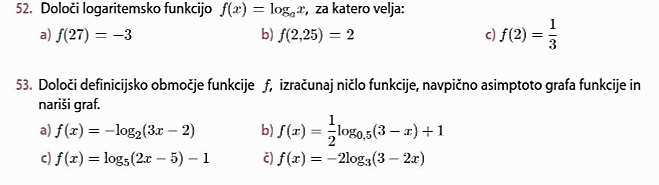 52. Določi logaritemsko funkcijo f(x) = logₐx, za katero velja:
a) f(27) = −3 b) f(2,25) = 2 c) f(2) = 1/3
53. Določi definicijsko območje funkcije f, izračunaj ničlo funkcije, navpično asimptoto grafa funkcije in
nariši graf.
a) f(x) = −log₂(3x − 2) b) f(x) = 1/2 log₀,₅(3 − x) + 1
c) f(x) = log₅(2x − 5) − 1 č) f(x) = −2log₃(3 − 2x)